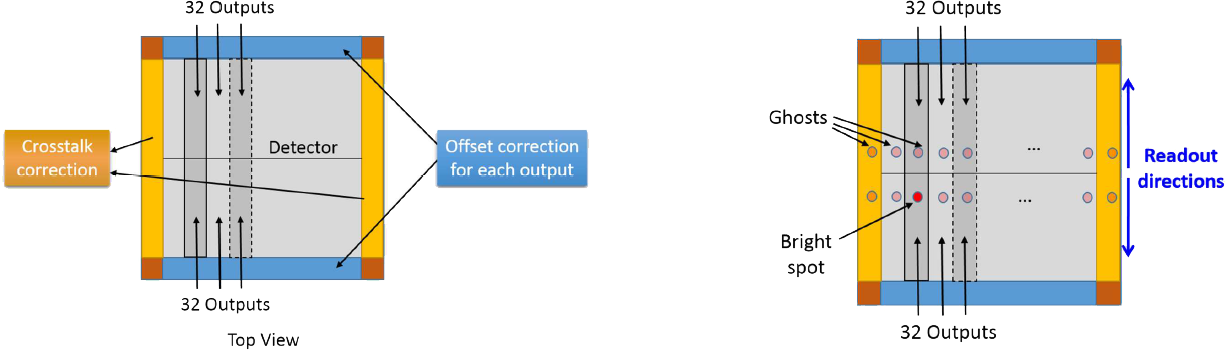 32 Outputs
Crosstalk
correction
Detector
Offset correction
for each output
32 Outputs
Top View
32 Outputs
Ghosts
...
Readout
directions
...
Bright
spot
32 Outputs